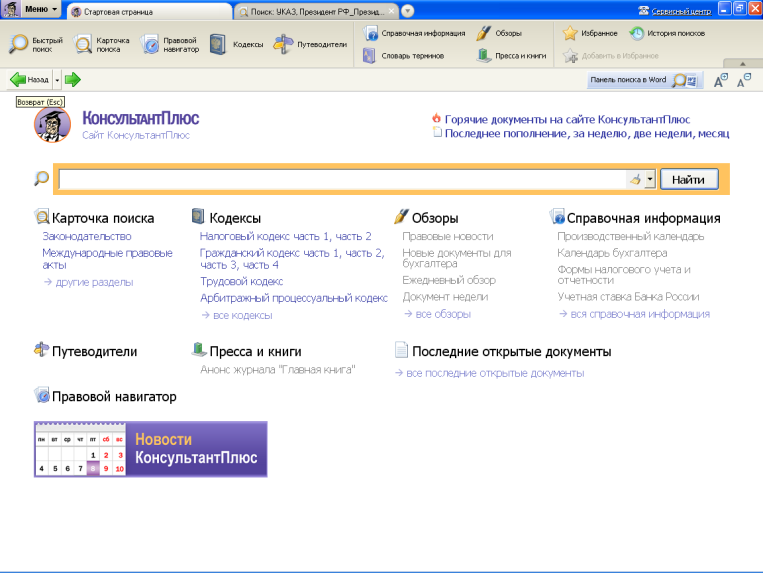 Меню
Стартовая страница
Поиск: УКАЗ, Президент РФ_Презид...
Сервисный центр
Быстрый поиск
Карточка поиска
Правовой навигатор
Кодексы
Путеводители
Справочная информация
Словарь терминов
Обзоры
Пресса и книги
Избранное
Добавить в Избранное
История поисков
Назад
Панель поиска в Word
Возврат (Esc)
КонсультантПлюс
Сайт КонсультантПлюс
Горячие документы на сайте КонсультантПлюс
Последнее пополнение, за неделю, две недели, месяц
Найти
Карточка поиска
Законодательство
Международные правовые
акты
→ другие разделы
Кодексы
Налоговый кодекс часть 1, часть 2
Гражданский кодекс часть 1, часть 2,
часть 3, часть 4
Трудовой кодекс
Арбитражный процессуальный кодекс
→ все кодексы
Обзоры
Правовые новости
Новые документы для
бухгалтера
Ежедневный обзор
Документ недели
→ все обзоры
Справочная информация
Производственный календарь
Календарь бухгалтера
Формы налогового учета и
отчетности
Учетная ставка Банка России
→ вся справочная информация
Путеводители
Пресса и книги
Анонс журнала "Главная книга"
Последние открытые документы
→ все последние открытые документы
Правовой навигатор
пн вт ср чт пт сб вс
1 2 3
4 5 6 7 8 9 10
Новости
КонсультантПлюс